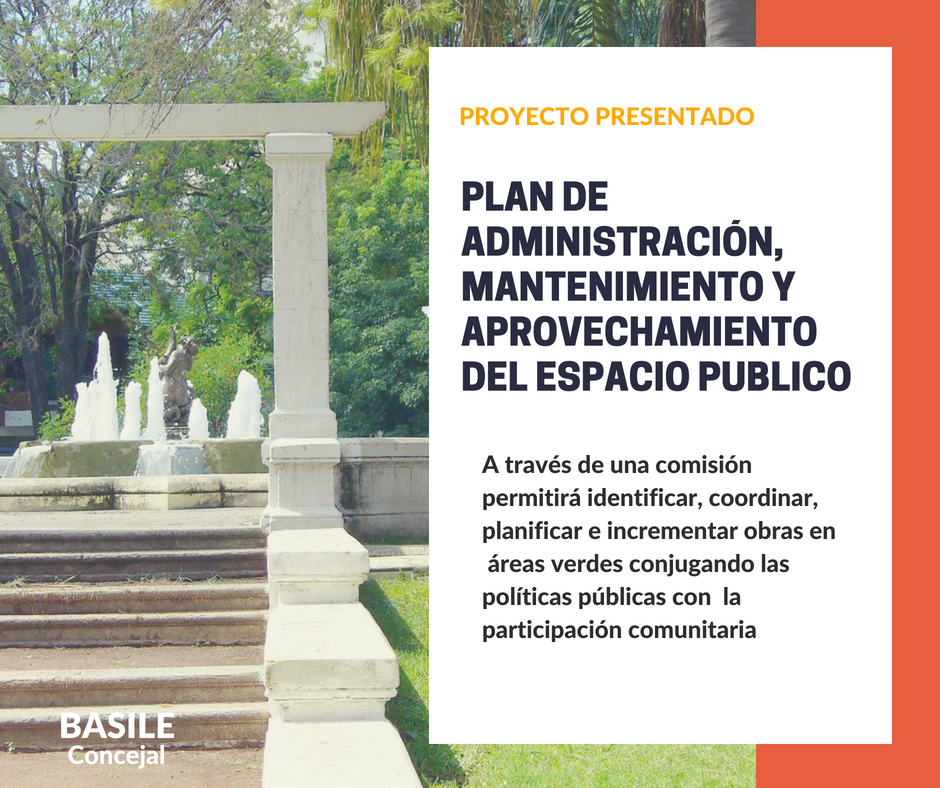 PROYECTO PRESENTADO
PLAN DE
ADMINISTRACIÓN,
MANTENIMIENTO Y
APROVECHAMIENTO
DEL ESPACIO PUBLICO
A través de una comisión
permitirá identificar, coordinar,
planificar e incrementar obras en
áreas verdes conjugando las
políticas públicas con la
participación comunitaria
BASILE
Concejal